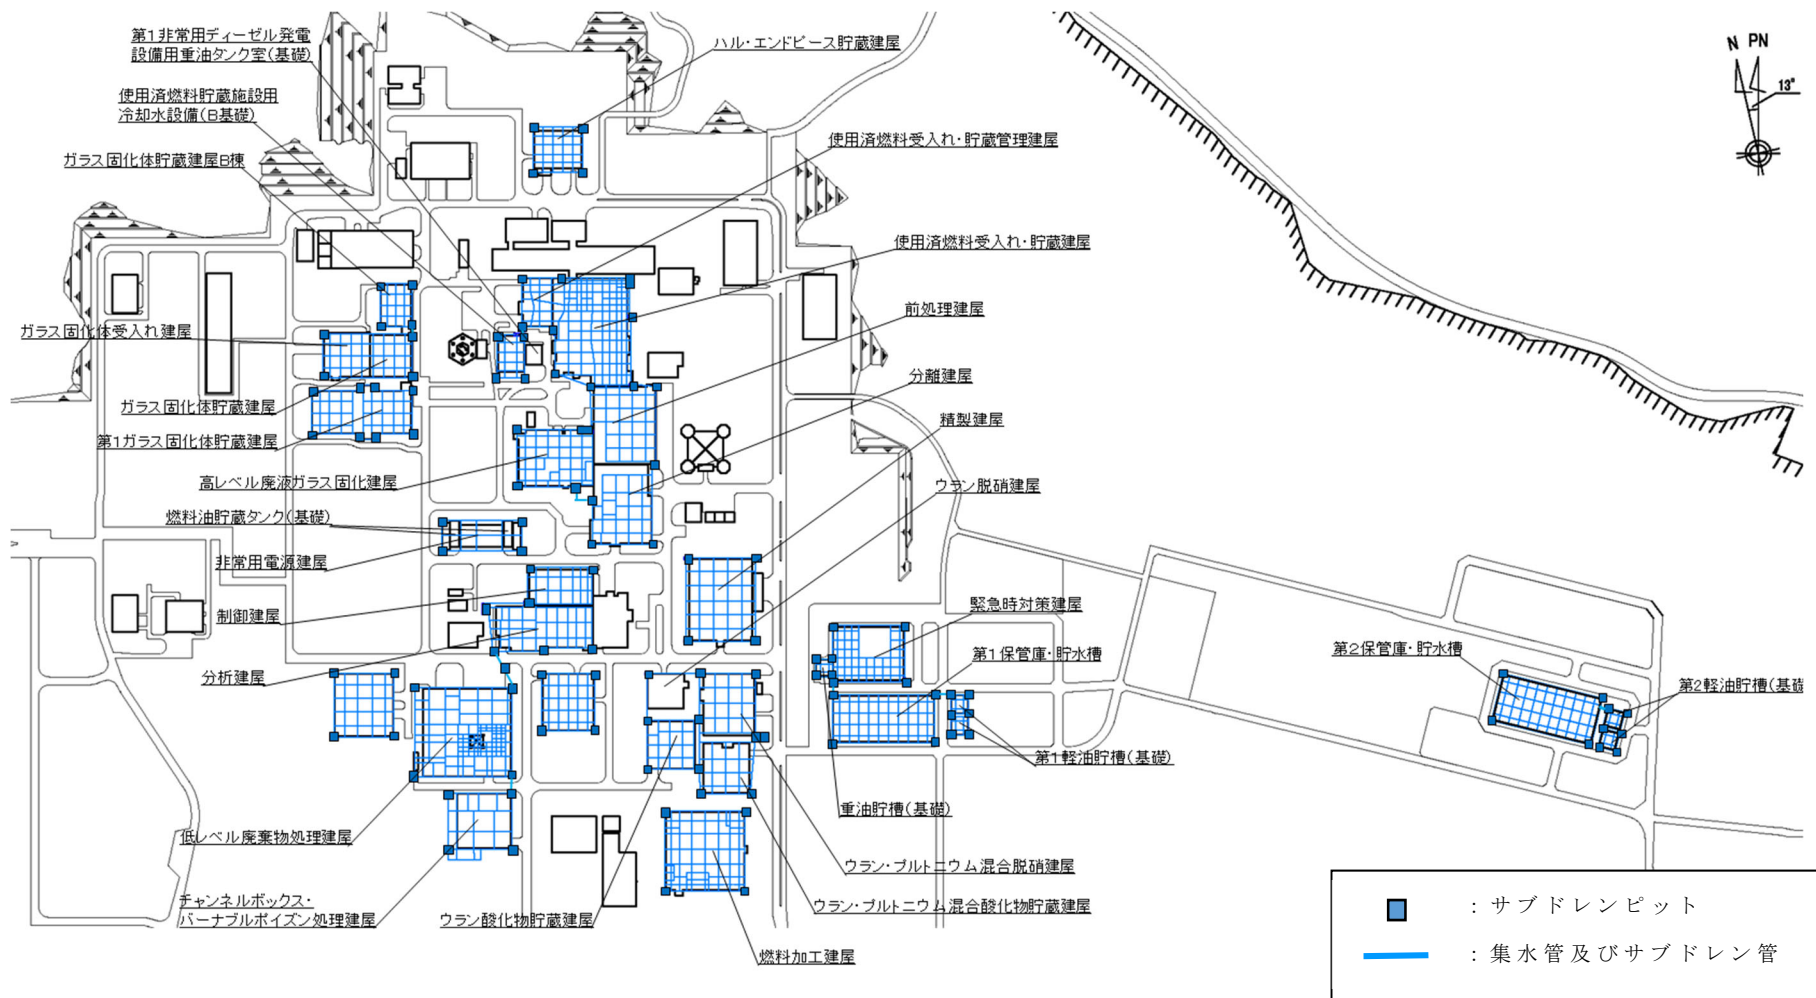 第1非常用ディーゼル発電
設備用重油タンク室(基礎)
ハル・エンドピース貯蔵建屋
N PN
13°
使用済燃料貯蔵施設用
冷却水設備(B基礎)
使用済燃料受入れ・貯蔵管理建屋
ガラス固化体貯蔵建屋B棟
使用済燃料受入れ・貯蔵建屋
前処理建屋
ガラス固化体受入れ建屋
分離建屋
ガラス固化体貯蔵建屋
精製建屋
第1ガラス固化体貯蔵建屋
高レベル廃液ガラス固化建屋
ウラン脱硝建屋
燃料油貯蔵タンク(基礎)
非常用電源建屋
制御建屋
緊急時対策建屋
第1保管庫・貯水槽
第2保管庫・貯水槽
分析建屋
第2軽油貯槽(基礎
第1軽油貯槽(基礎)
重油貯槽(基礎)
低レベル廃棄物処理建屋
ウラン・プルトニウム混合脱硝建屋
チャンネルボックス・
バーナブルポイズン処理建屋
ウラン酸化物貯蔵建屋
ウラン・プルトニウム混合酸化物貯蔵建屋
燃料加工建屋
：サブドレンピット
：集水管及びサブドレン管